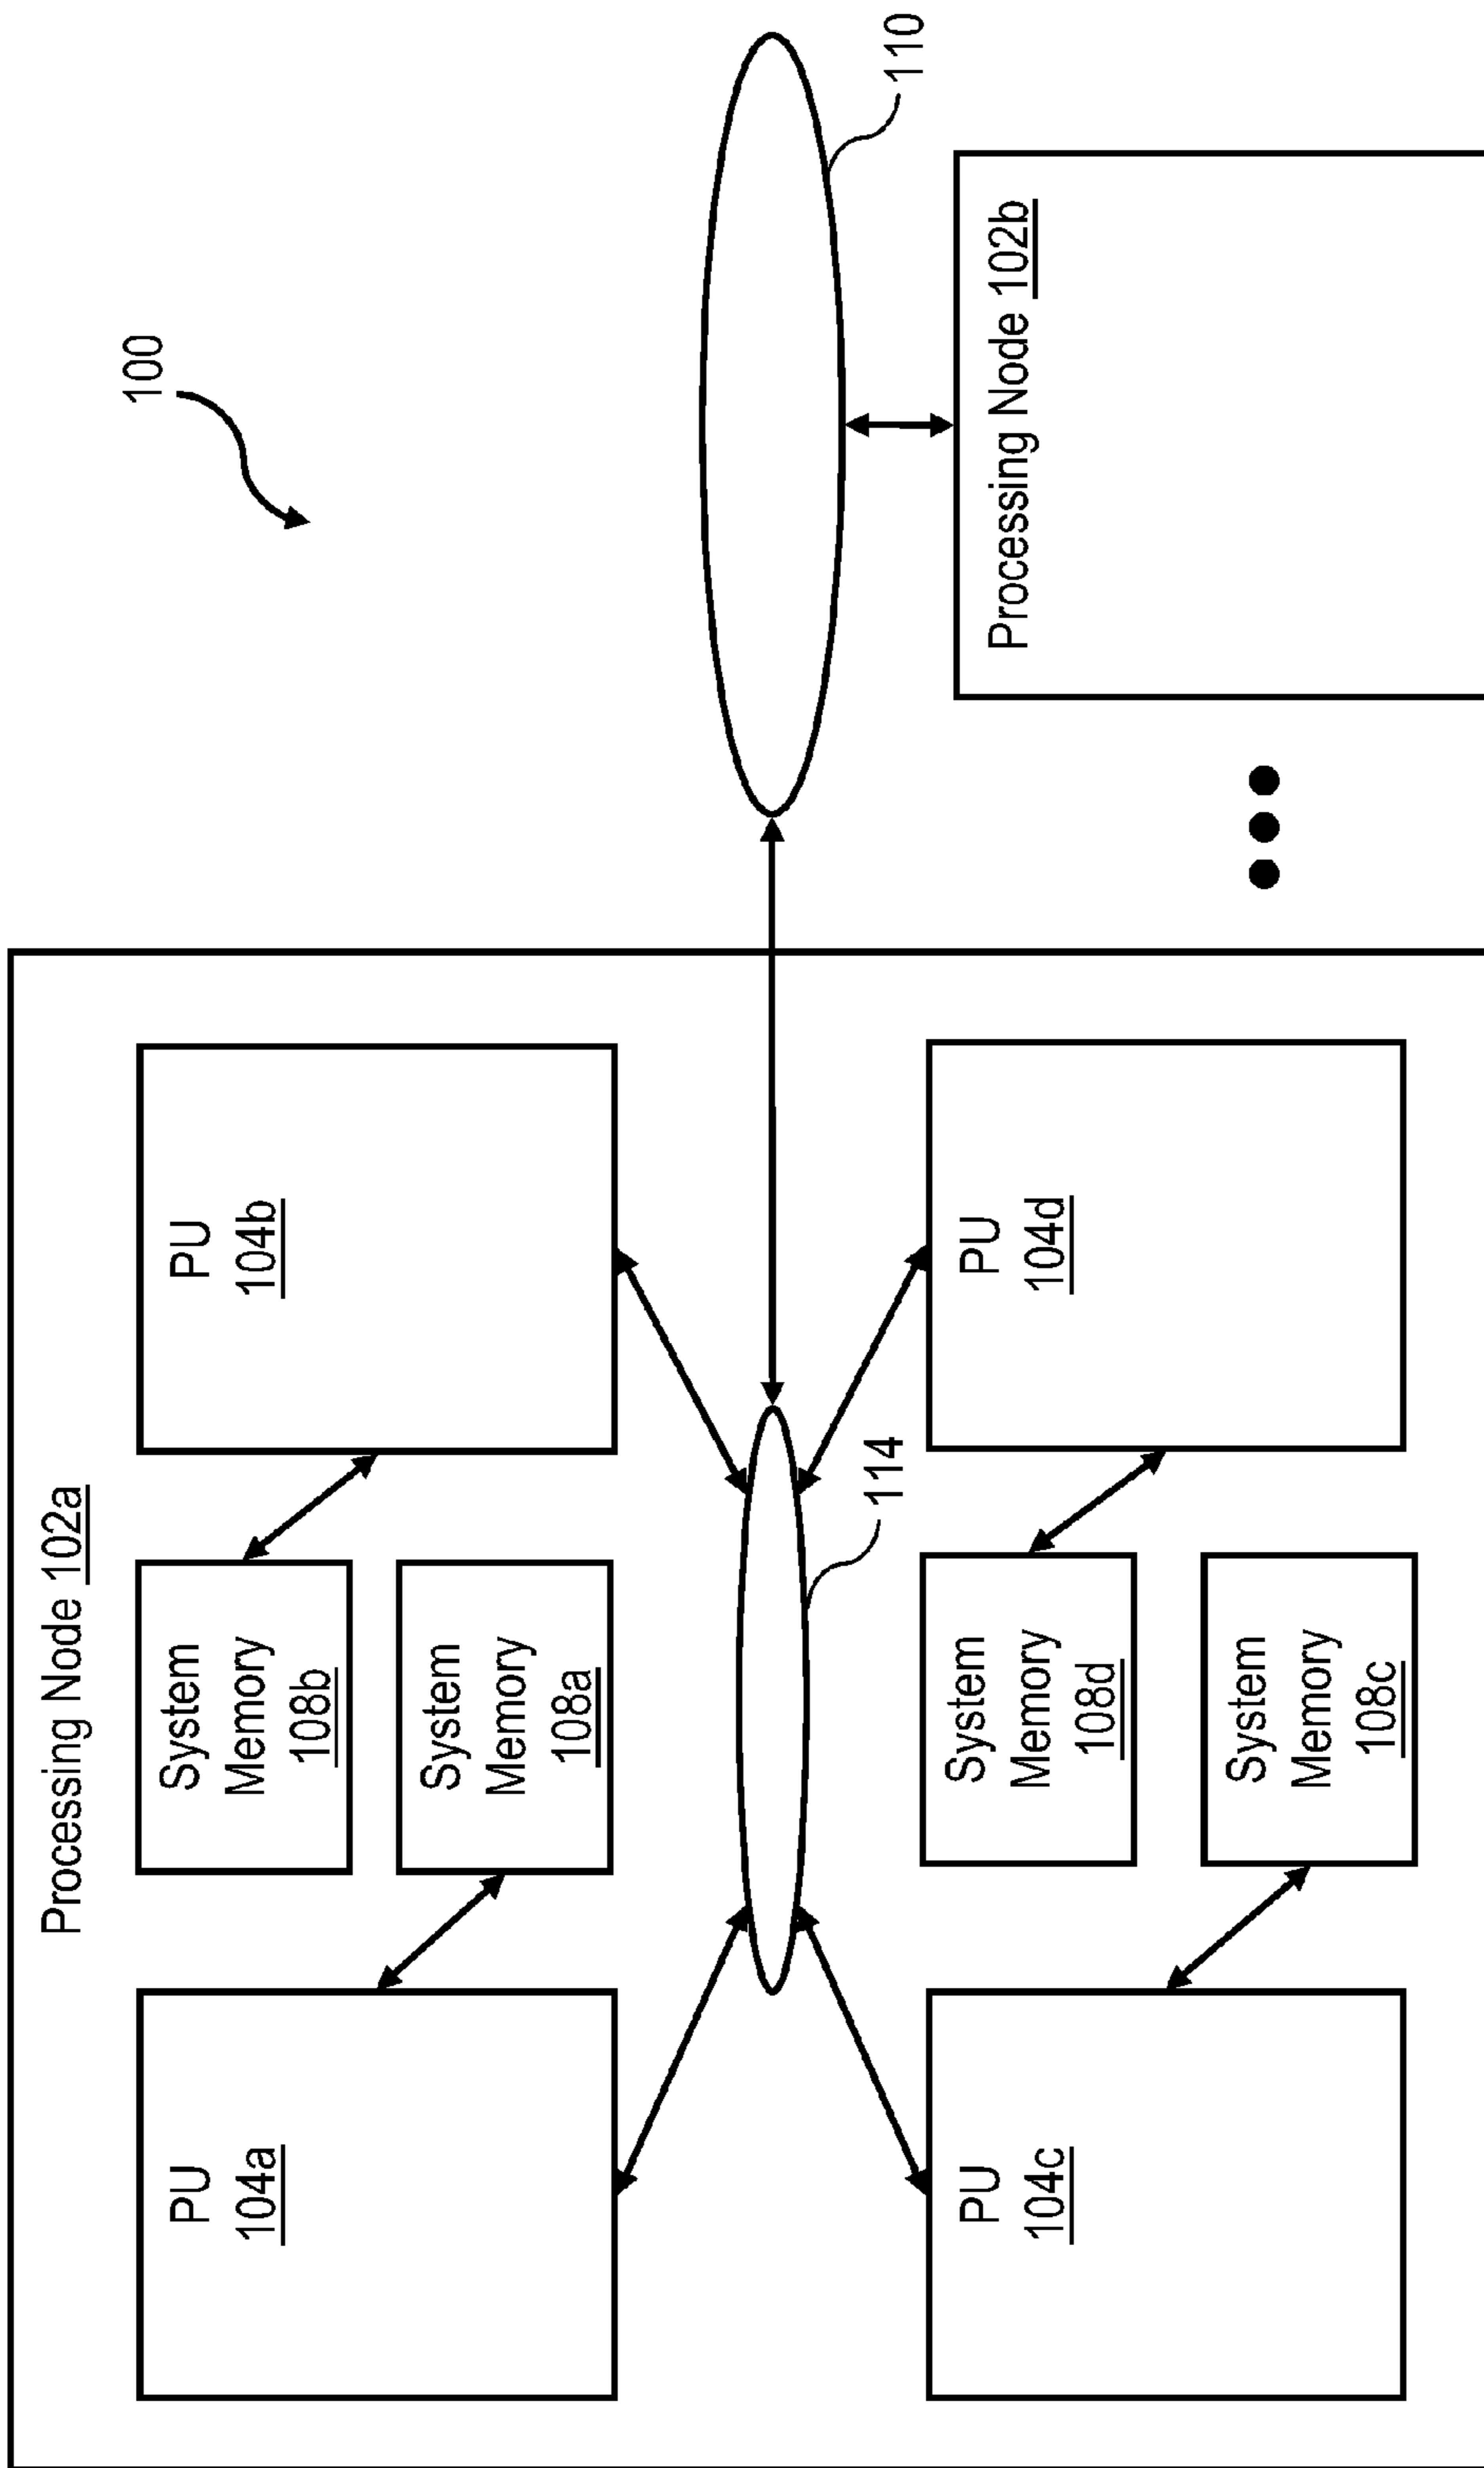 100
Processing Node 102a
PU
104a
System
Memory
108b
System
Memory
108a
PU
104b
114
110
PU
104c
System
Memory
108d
System
Memory
108c
PU
104d
Processing Node 102b